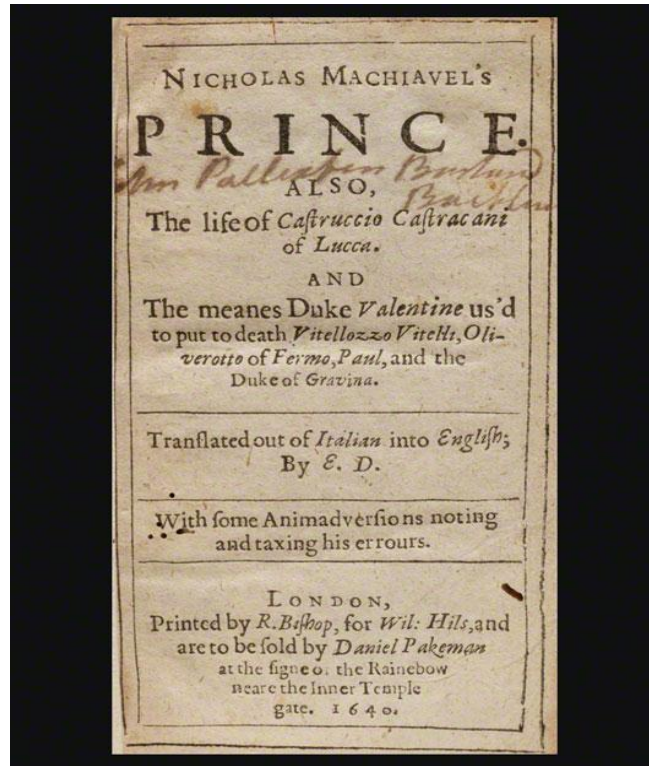 NICHOLAS MACHIAVEL'S
PRINCE.
ALSO,
The life of Caſtruccio Caſtracani
of Lucca.
AND
The meanes Duke Valentine us'd
to put to death Vitellozzo Vitelli, Oli-
verotto of Fermo, Paul, and the
Duke of Gravina.
Tranſlated out of Italian into Engliſh;
By E. D.
With ſome Animadverſions noting
and taxing his errours.
LONDON,
Printed by R. Biſhop, for Wil: Hils, and
are to be ſold by Daniel Pakeman
at the ſigne of the Rainebow
neare the Inner Temple
gate. 1640.